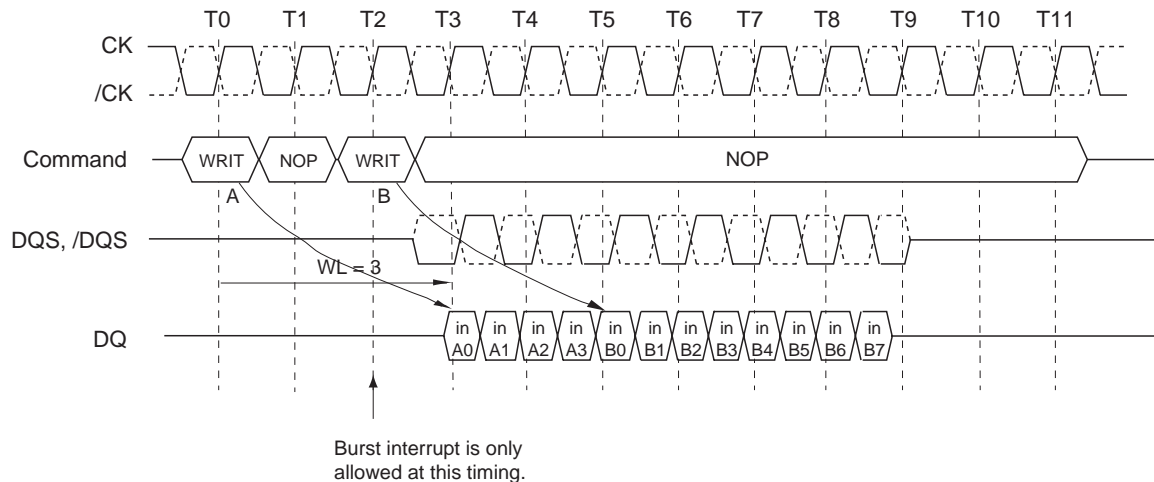 T0 T1 T2 T3 T4 T5 T6 T7 T8 T9 T10 T11
CK
/CK
Command WRIT NOP WRIT NOP
A B
DQS, /DQS
WL = 3
DQ
in in in in in in in in in in in in
A0 A1 A2 A3 B0 B1 B2 B3 B4 B5 B6 B7
Burst interrupt is only
allowed at this timing.